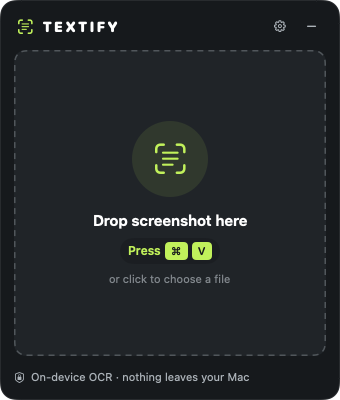 TEXTIFY
Drop screenshot here
Press ⌘ V
or click to choose a file
On-device OCR · nothing leaves your Mac